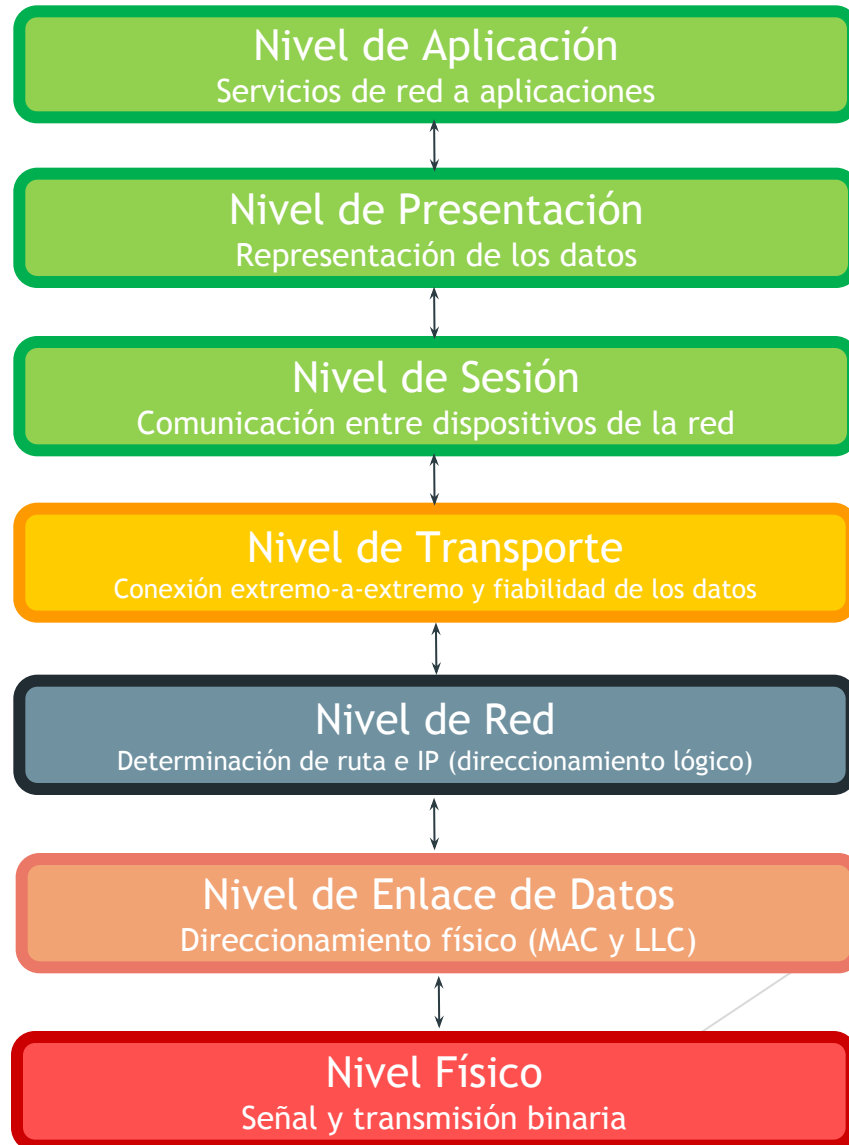 Nivel de Aplicación
Servicios de red a aplicaciones
Nivel de Presentación
Representación de los datos
Nivel de Sesión
Comunicación entre dispositivos de la red
Nivel de Transporte
Conexión extremo-a-extremo y fiabilidad de los datos
Nivel de Red
Determinación de ruta e IP (direccionamiento lógico)
Nivel de Enlace de Datos
Direccionamiento físico (MAC y LLC)
Nivel Físico
Señal y transmisión binaria